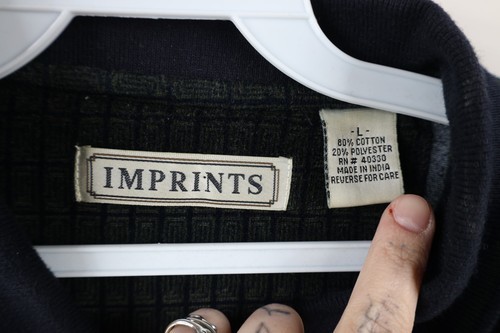 IMPRINTS
- L -
80% COTTON
20% POLYESTER
RN # 40330
MADE IN INDIA
REVERSE FOR CARE